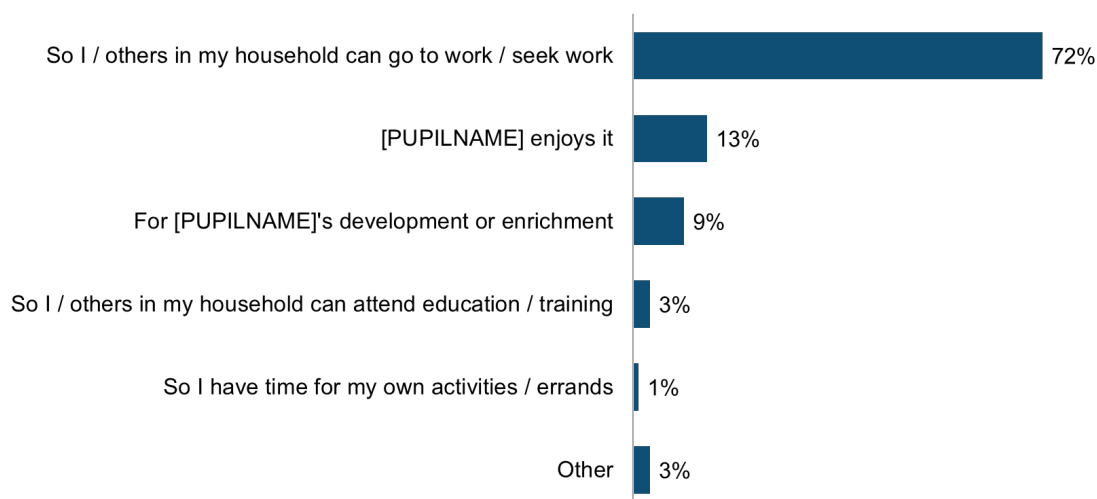 So I / others in my household can go to work / seek work 72%
[PUPILNAME] enjoys it 13%
For [PUPILNAME]'s development or enrichment 9%
So I / others in my household can attend education / training 3%
So I have time for my own activities / errands 1%
Other 3%